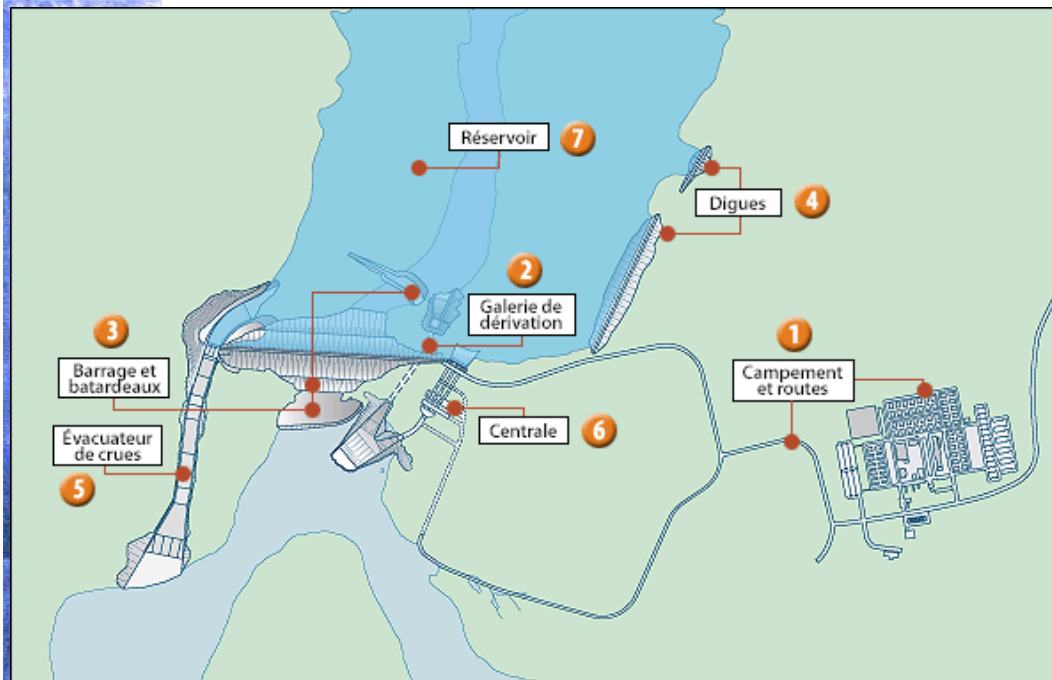 Réservoir
7
Digues
4
2
Galerie de
dérivation
3
Barrage et
batardeaux
1
Campement
et routes
Centrale
6
Évacuateur
de crues
5